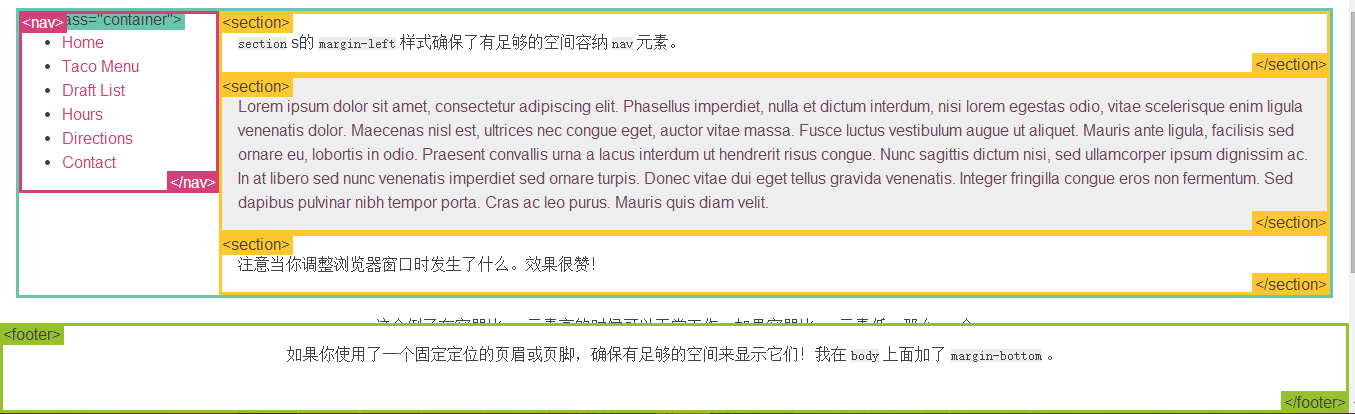 <nav>
ass="container">
Home
Taco Menu
Draft List
Hours
Directions
Contact
</nav>
<section>
section s的 margin-left 样式确保了有足够的空间容纳 nav 元素。
</section>
<section>
Lorem ipsum dolor sit amet, consectetur adipiscing elit. Phasellus imperdiet, nulla et dictum interdum, nisi lorem egestas odio, vitae scelerisque enim ligula
venenatis dolor. Maecenas nisl est, ultrices nec congue eget, auctor vitae massa. Fusce luctus vestibulum augue ut aliquet. Mauris ante ligula, facilisis sed
ornare eu, lobortis in odio. Praesent convallis urna a lacus interdum ut hendrerit risus congue. Nunc sagittis dictum nisi, sed ullamcorper ipsum dignissim ac.
In at libero sed nunc venenatis imperdiet sed ornare turpis. Donec vitae dui eget tellus gravida venenatis. Integer fringilla congue eros non fermentum. Sed
dapibus pulvinar nibh tempor porta. Cras ac leo purus. Mauris quis diam velit.
</section>
<section>
注意当你调整浏览器窗口时发生了什么。效果很赞！
</section>
<footer>
如果你使用了一个固定定位的页眉或页脚，确保有足够的空间来显示它们！我在 body 上面加了 margin-bottom 。
</footer>